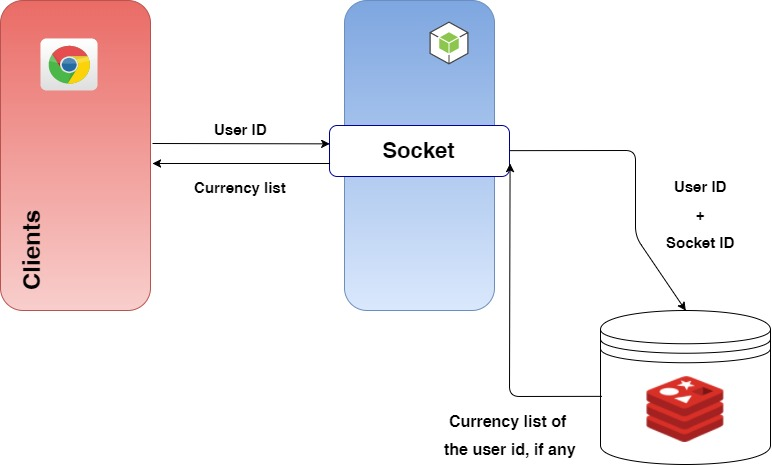 User ID
Socket
Currency list
User ID
+
Socket ID
Clients
Currency list of
the user id, if any